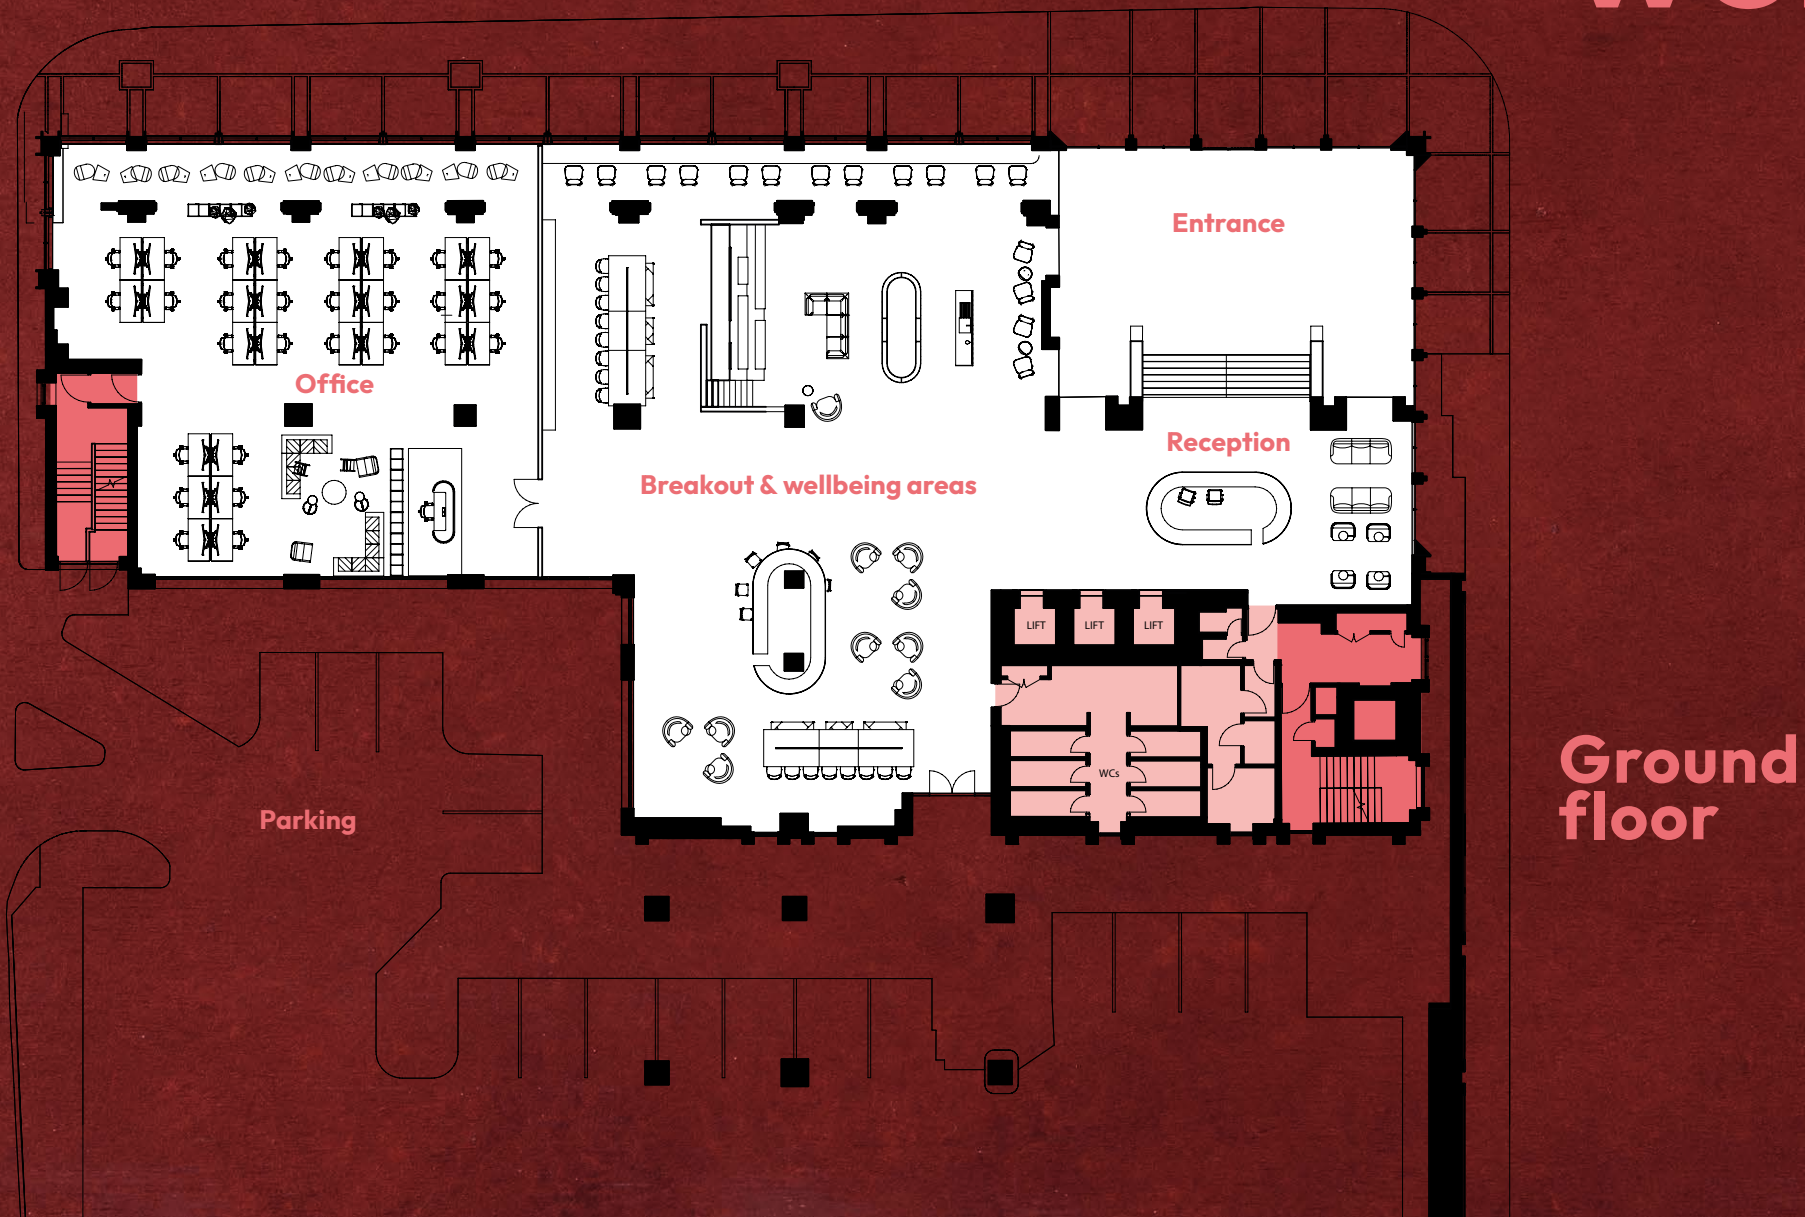 Entrance
Office
Reception
Breakout & wellbeing areas
LIFT
LIFT
LIFT
WCs
Parking
Ground
floor